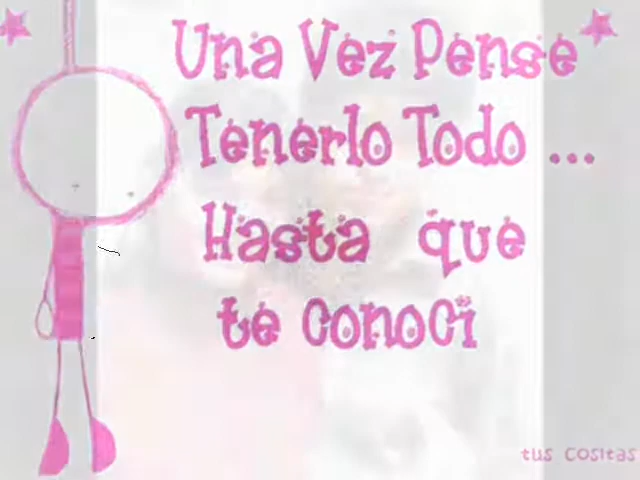 Una Vez Pense
Tenerlo Todo ...
Hasta que
te conoci
tus cositas